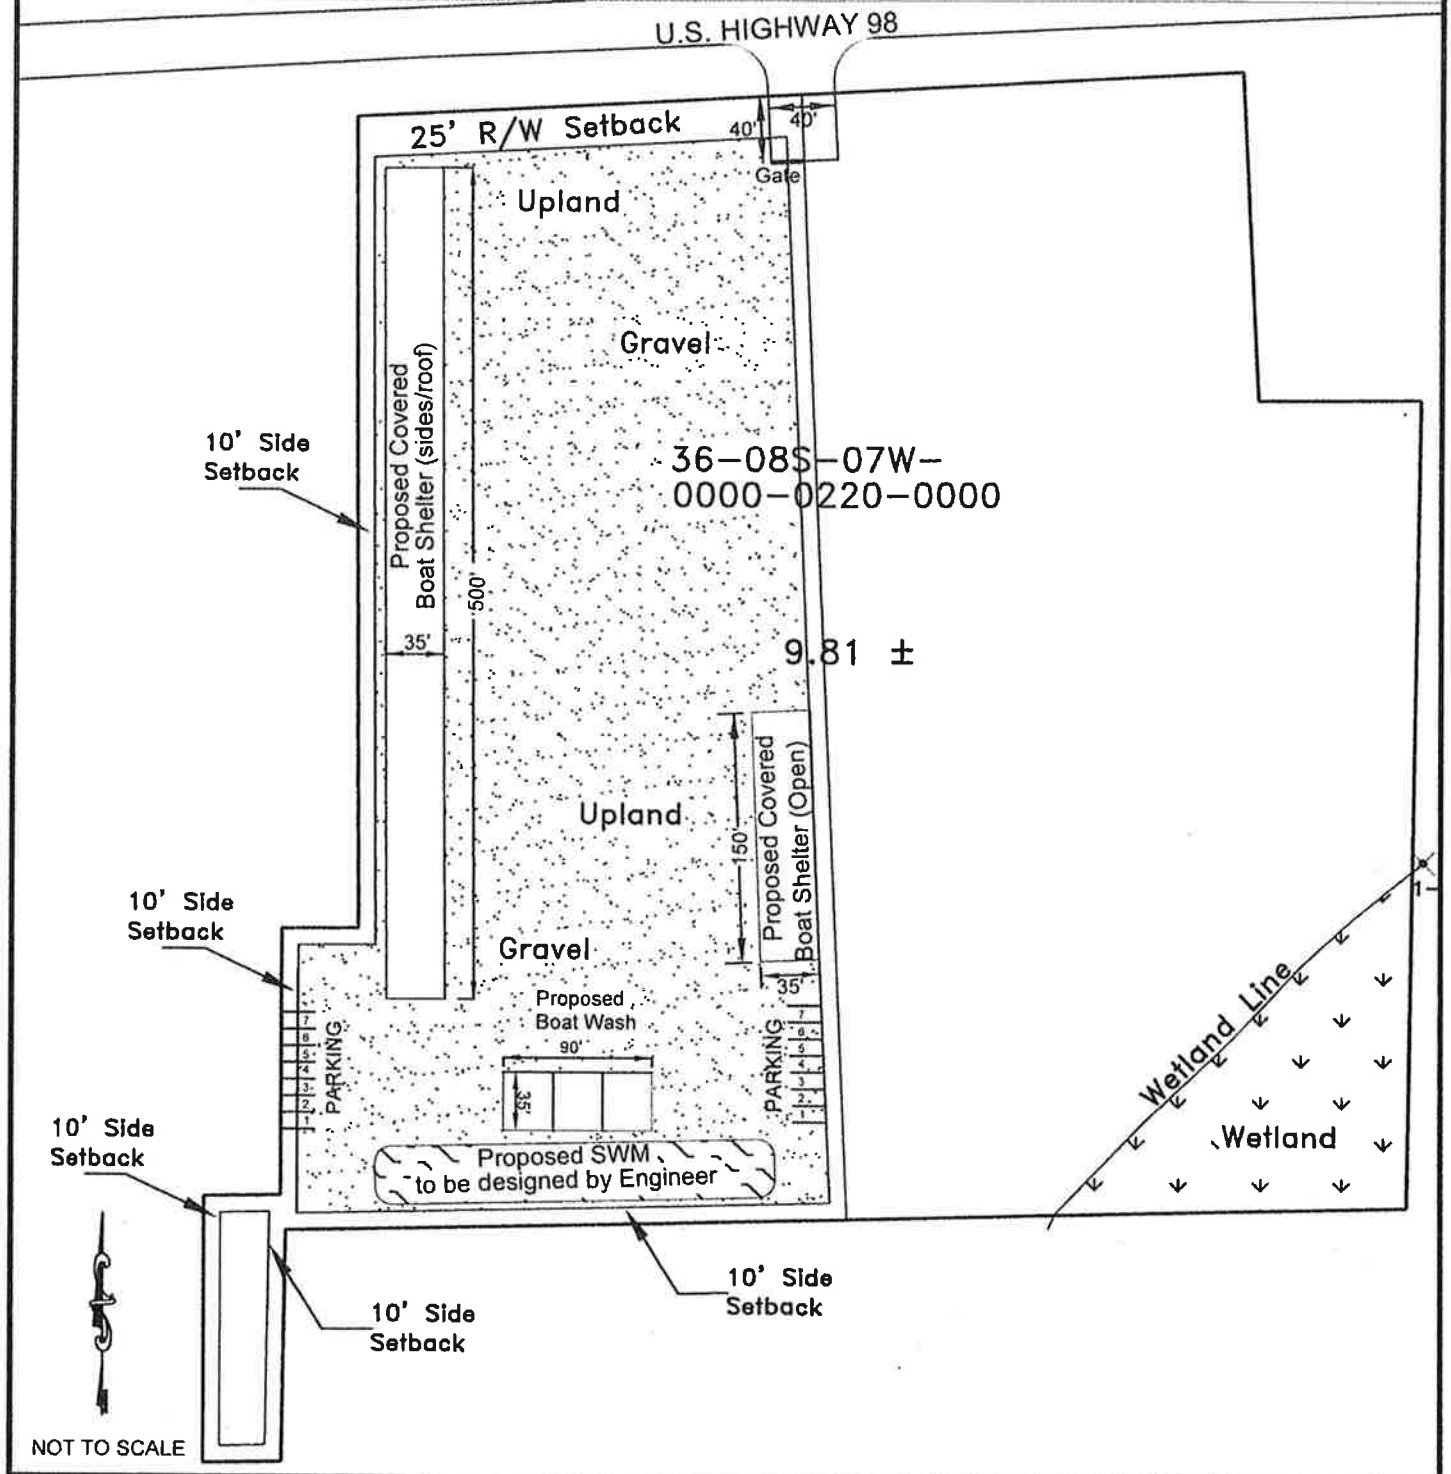 U.S. HIGHWAY 98
25' R/W Setback
40'
40'
Gate
Upland
Gravel
Proposed Covered
Boat Shelter (sides/roof)
10' Side
Setback
36-08S-07W-
0000-0220-0000
500'
35'
9.81 ±
Upland
150'
Proposed Covered
Boat Shelter (Open)
35'
10' Side
Setback
Gravel
Proposed
Boat Wash
90'
35'
7
6
5
4
3
2
1
PARKING
7
6
5
4
3
2
1
PARKING
1-
Wetland Line
Wetland
10' Side
Setback
Proposed SWM
to be designed by Engineer
10' Side
Setback
10' Side
Setback
NOT TO SCALE